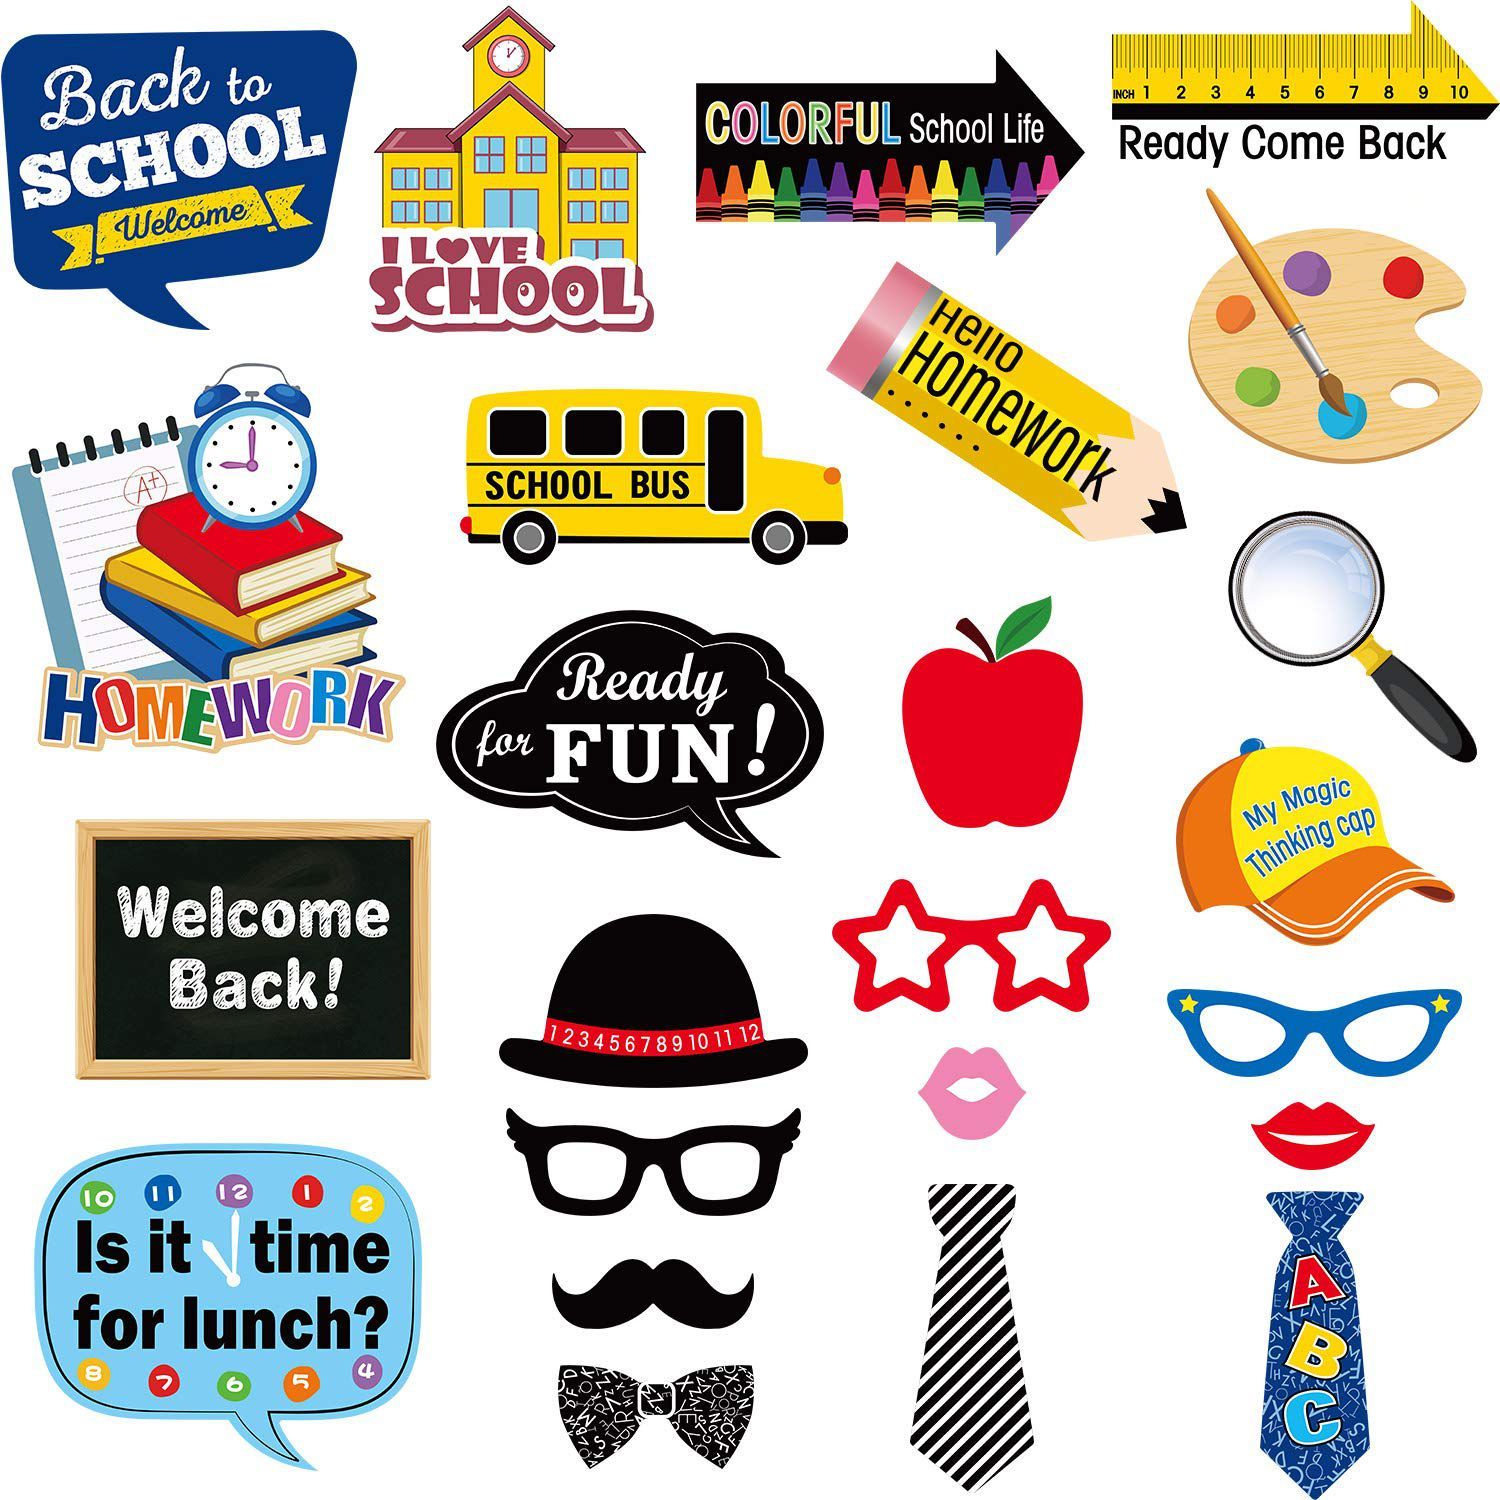 Back to
SCHOOL
Welcome
I L VE
SCHOOL
COLORFUL School Life
INCH 1 2 3 4 5 6 7 8 9 10
Ready Come Back
Hello
Homework
A+
HOMEWORK
SCHOOL BUS
Ready
for FUN!
My Magic
Thinking cap
Welcome
Back!
1 2 3 4 5 6 7 8 9 10 11 12
10 11 12 1 2
Is it time
for lunch?
8 7 6 5 4
A
B
C